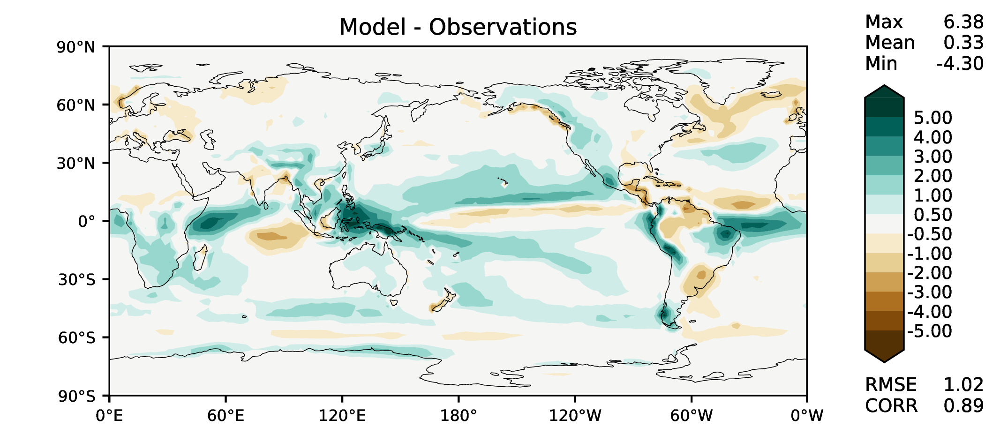 Model - Observations
Max 6.38
Mean 0.33
Min -4.30
90°N
60°N
30°N
0°
30°S
60°S
90°S
0°E 60°E 120°E 180° 120°W 60°W 0°W
5.00
4.00
3.00
2.00
1.00
0.50
-0.50
-1.00
-2.00
-3.00
-4.00
-5.00
RMSE 1.02
CORR 0.89